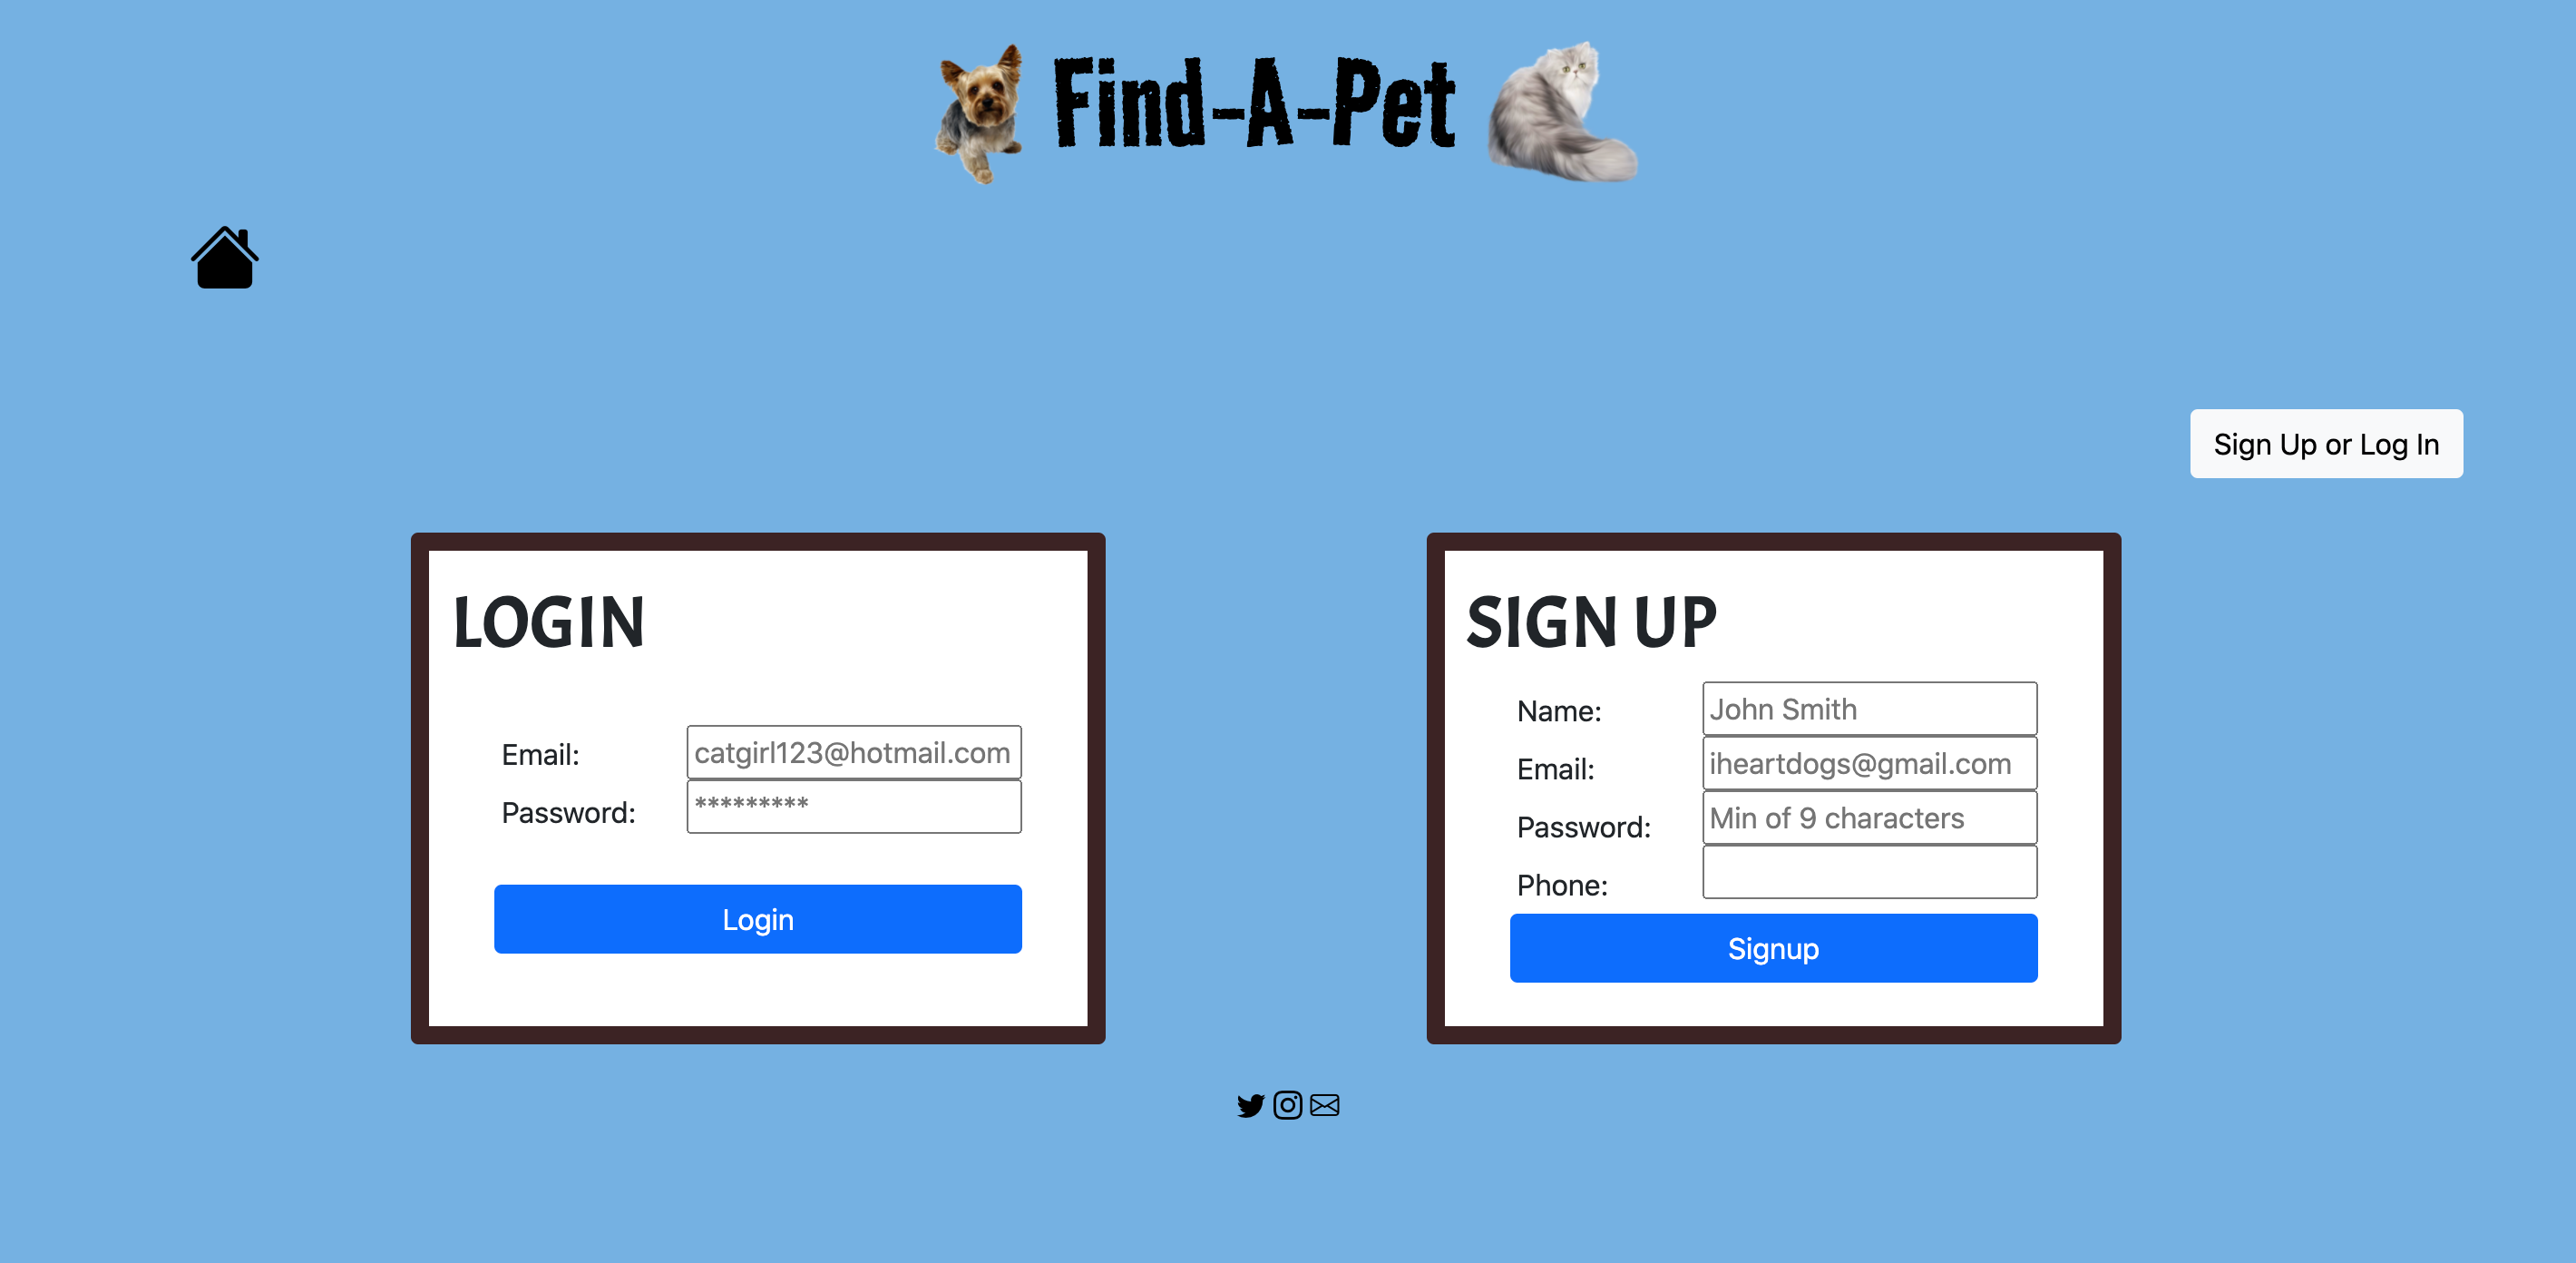 Find-A-Pet
Sign Up or Log In
LOGIN
Email: catgirl123@hotmail.com
Password: *********
Login
SIGN UP
Name: John Smith
Email: iheartdogs@gmail.com
Password: Min of 9 characters
Phone:
Signup